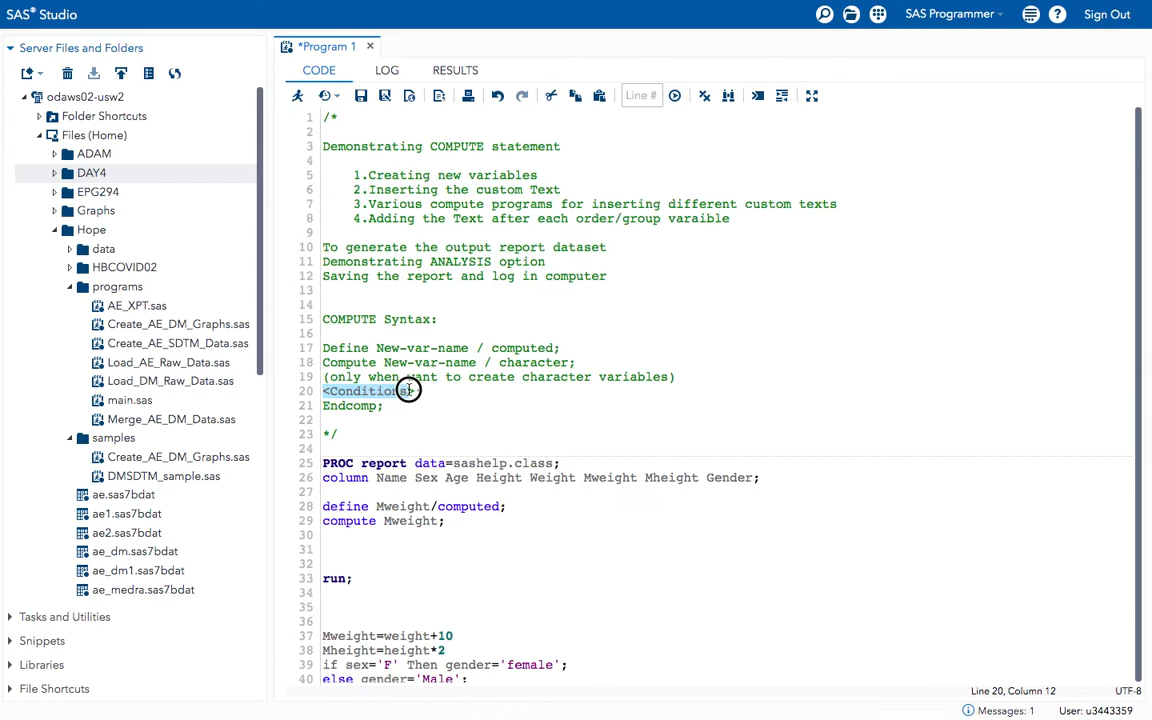 SAS® Studio
SAS Programmer
Sign Out
Server Files and Folders
odaws02-usw2
Folder Shortcuts
Files (Home)
ADAM
DAY4
EPG294
Graphs
Hope
data
HBCOVID02
programs
AE_XPT.sas
Create_AE_DM_Graphs.sas
Create_AE_SDTM_Data.sas
Load_AE_Raw_Data.sas
Load_DM_Raw_Data.sas
main.sas
Merge_AE_DM_Data.sas
samples
Create_AE_DM_Graphs.sas
DMSDTM_sample.sas
ae.sas7bdat
ae1.sas7bdat
ae2.sas7bdat
ae_dm.sas7bdat
ae_dm1.sas7bdat
ae_medra.sas7bdat
Tasks and Utilities
Snippets
Libraries
File Shortcuts
*Program 1
CODE LOG RESULTS
Line #
1 /*
2
3 Demonstrating COMPUTE statement
4
5 1.Creating new variables
6 2.Inserting the custom Text
7 3.Various compute programs for inserting different custom texts
8 4.Adding the Text after each order/group varaible
9
10 To generate the output report dataset
11 Demonstrating ANALYSIS option
12 Saving the report and log in computer
13
14
15 COMPUTE Syntax:
16
17 Define New-var-name / computed;
18 Compute New-var-name / character;
19 (only when want to create character variables)
20 <Conditions>
21 Endcomp;
22
23 */
24
25 PROC report data=sashelp.class;
26 column Name Sex Age Height Weight Mweight Mheight Gender;
27
28 define Mweight/computed;
29 compute Mweight;
30
31
32
33 run;
34
35
36
37 Mweight=weight+10
38 Mheight=height*2
39 if sex='F' Then gender='female';
40 else gender='Male';
Line 20, Column 12
UTF-8
Messages: 1
User: u3443359